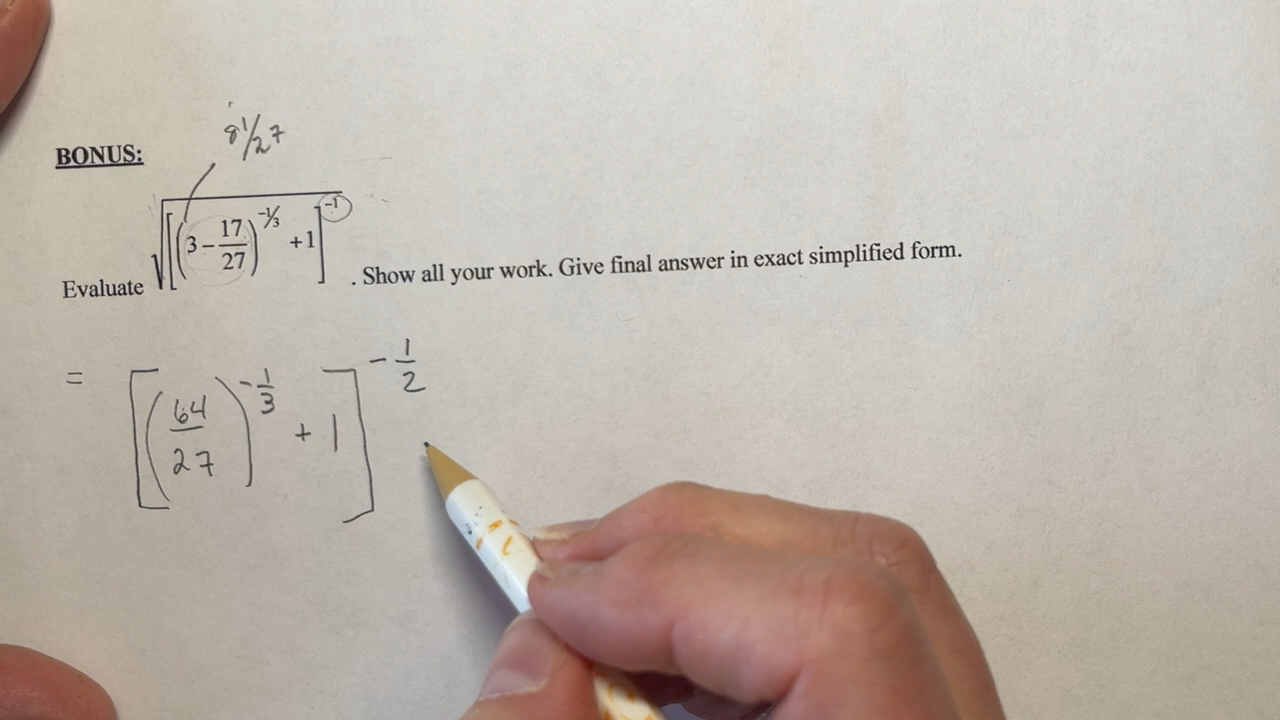 81/27
BONUS:
Evaluate √[(3 − 17/27)^(−1/3) + 1]^(−1) . Show all your work. Give final answer in exact simplified form.
= [(64/27)^(−1/3) + 1]^(−1/2)